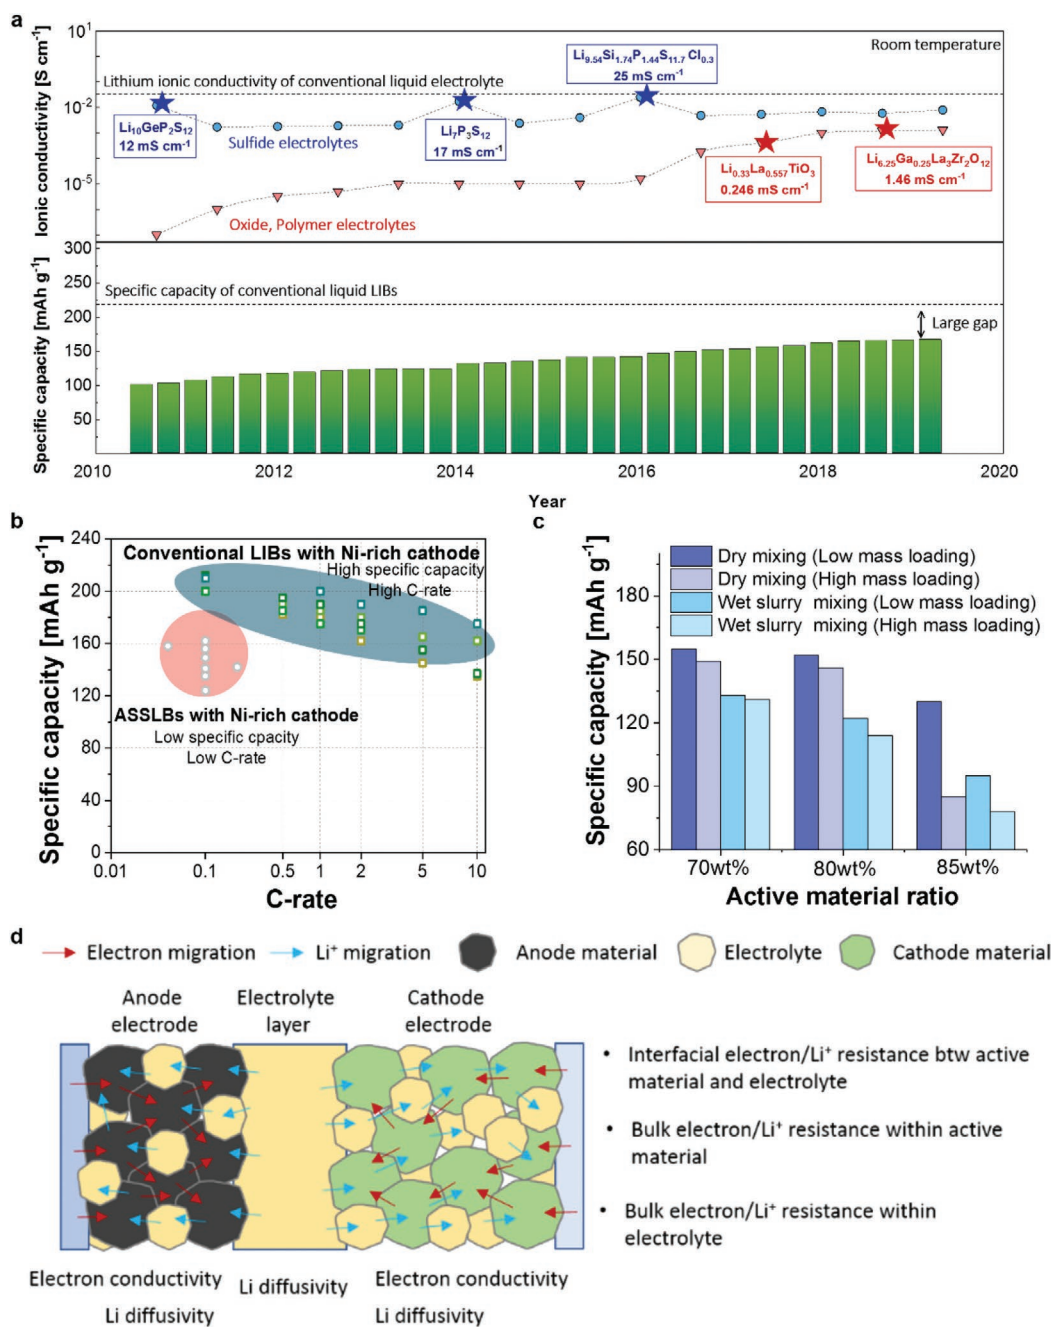 a
Ionic conductivity [S cm⁻¹]
10¹
10⁻²
10⁻⁵
Room temperature
Lithium ionic conductivity of conventional liquid electrolyte
Li₉.₅₄Si₁.₇₄P₁.₄₄S₁₁.₇ Cl₀.₃
25 mS cm⁻¹
Li₁₀GeP₂S₁₂
12 mS cm⁻¹
Sulfide electrolytes
Li₇P₃S₁₂
17 mS cm⁻¹
Li₀.₃₃La₀.₅₅₇TiO₃
0.246 mS cm⁻¹
Li₆.₂₅Ga₀.₂₅La₃Zr₂O₁₂
1.46 mS cm⁻¹
Oxide, Polymer electrolytes
Specific capacity [mAh g⁻¹]
300
250
200
150
100
50
Specific capacity of conventional liquid LIBs
Large gap
2010 2012 2014 2016 2018 2020
Year
b
Specific capacity [mAh g⁻¹]
240
200
160
120
80
40
0
Conventional LIBs with Ni-rich cathode
High specific capacity
High C-rate
ASSLBs with Ni-rich cathode
Low specific cpacity
Low C-rate
0.01 0.1 0.5 1 2 5 10
C-rate
c
Specific capacity [mAh g⁻¹]
180
150
120
90
60
Dry mixing (Low mass loading)
Dry mixing (High mass loading)
Wet slurry mixing (Low mass loading)
Wet slurry mixing (High mass loading)
70wt% 80wt% 85wt%
Active material ratio
d
Electron migration Li⁺ migration Anode material Electrolyte Cathode material
Anode
electrode
Electrolyte
layer
Cathode
electrode
• Interfacial electron/Li⁺ resistance btw active
material and electrolyte
• Bulk electron/Li⁺ resistance within active
material
• Bulk electron/Li⁺ resistance within
electrolyte
Electron conductivity
Li diffusivity
Li diffusivity
Electron conductivity
Li diffusivity